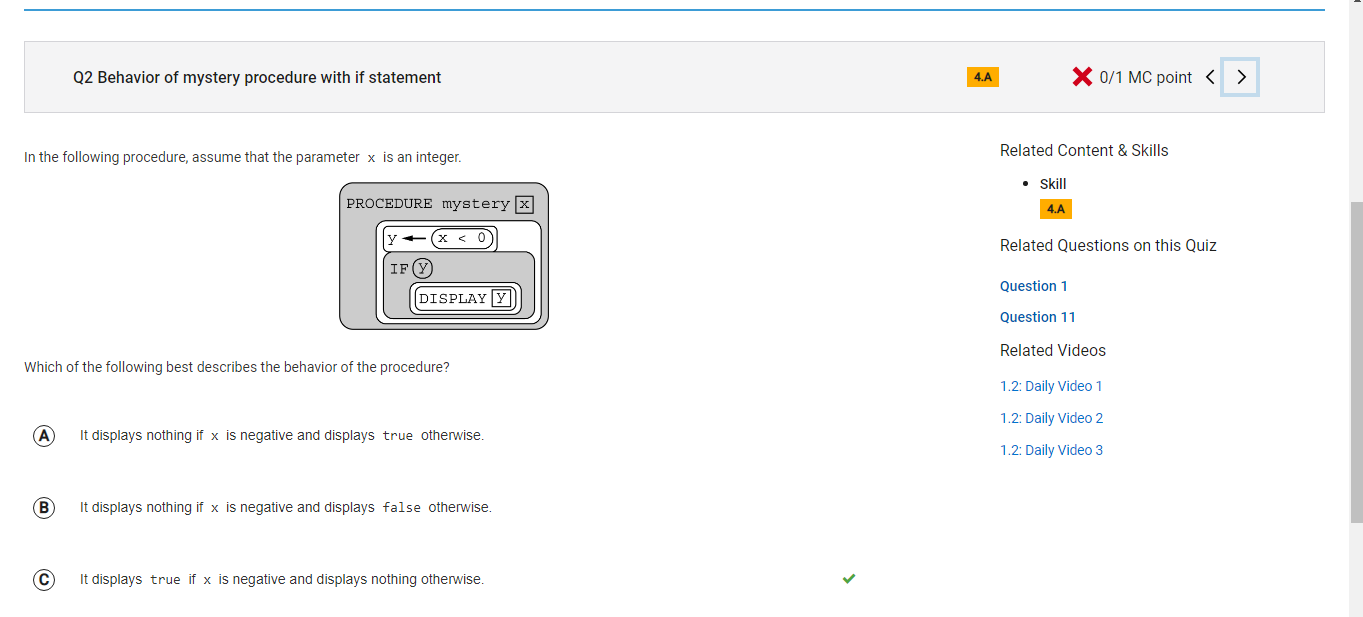 Q2 Behavior of mystery procedure with if statement
4.A
0/1 MC point
In the following procedure, assume that the parameter x is an integer.
PROCEDURE mystery x
y ← x < 0
IF y
DISPLAY y
Which of the following best describes the behavior of the procedure?
A It displays nothing if x is negative and displays true otherwise.
B It displays nothing if x is negative and displays false otherwise.
C It displays true if x is negative and displays nothing otherwise.
Related Content & Skills
• Skill
4.A
Related Questions on this Quiz
Question 1
Question 11
Related Videos
1.2: Daily Video 1
1.2: Daily Video 2
1.2: Daily Video 3